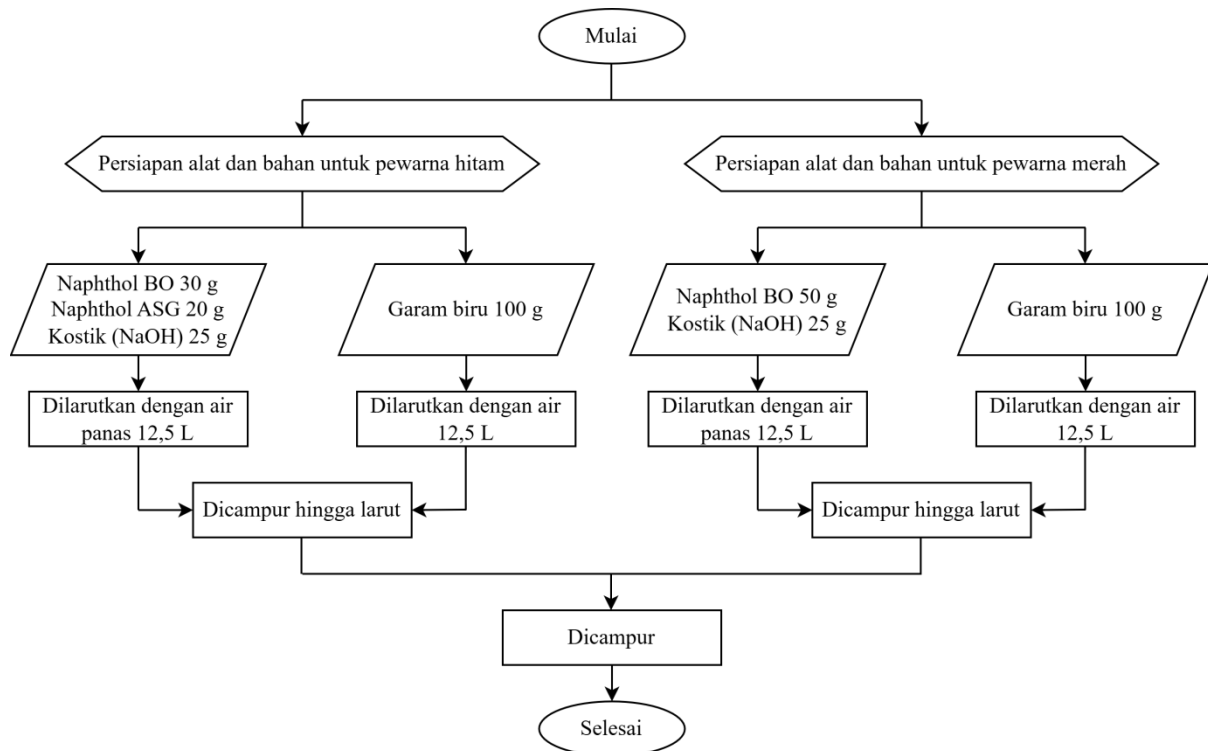 Mulai
Persiapan alat dan bahan untuk pewarna hitam
Persiapan alat dan bahan untuk pewarna merah
Naphthol BO 30 g
Naphthol ASG 20 g
Kostik (NaOH) 25 g
Garam biru 100 g
Naphthol BO 50 g
Kostik (NaOH) 25 g
Garam biru 100 g
Dilarutkan dengan air
panas 12,5 L
Dilarutkan dengan air
12,5 L
Dilarutkan dengan air
panas 12,5 L
Dilarutkan dengan air
12,5 L
Dicampur hingga larut
Dicampur hingga larut
Dicampur
Selesai